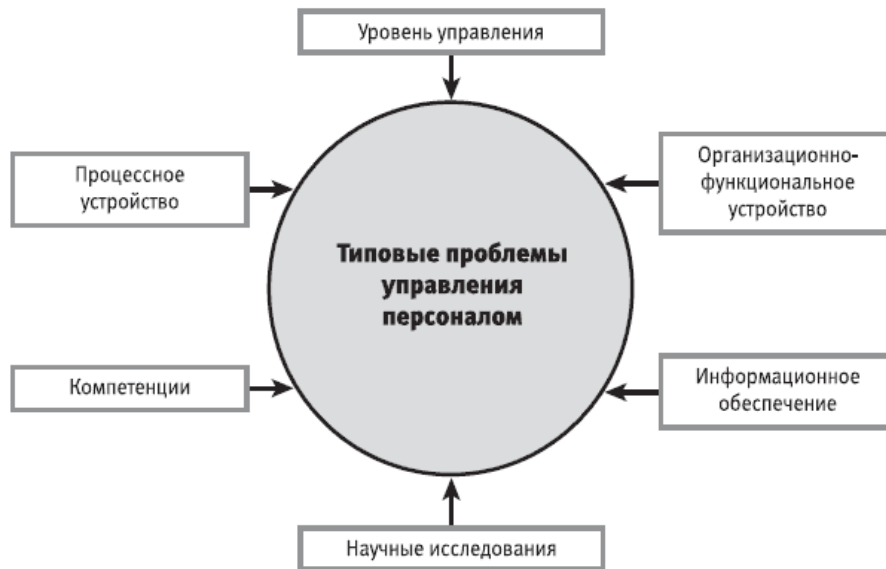 Уровень управления
Процессное
устройство
Организационно-
функциональное
устройство
Типовые проблемы
управления
персоналом
Компетенции
Информационное
обеспечение
Научные исследования